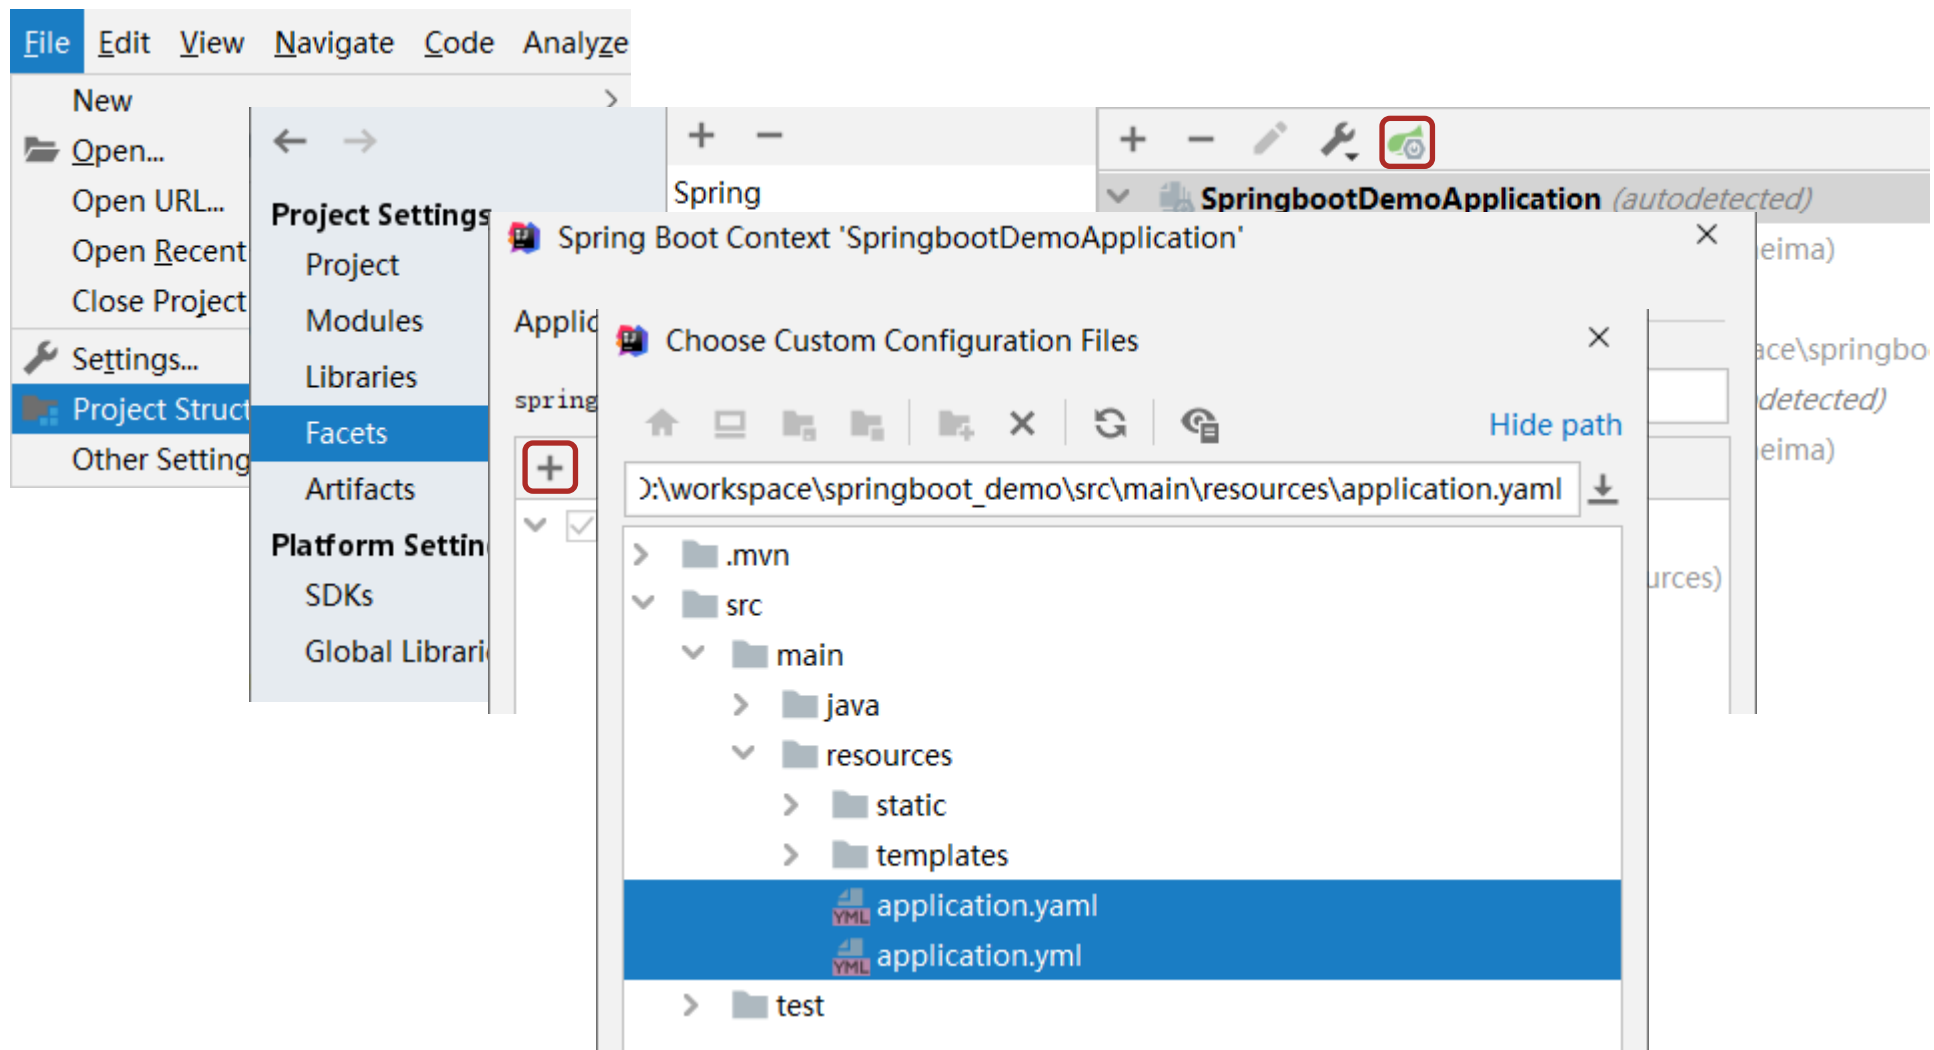 File Edit View Navigate Code Analyze
New
Open...
Open URL...
Open Recent
Close Project
Settings...
Project Struct
Other Setting
Project Settings
Project
Modules
Libraries
Facets
Artifacts
Platform Settin
SDKs
Global Librari
Spring
SpringbootDemoApplication (autodetected)
eima)
ace\springbo
detected)
eima)
Spring Boot Context 'SpringbootDemoApplication'
Applic
spring
urces)
Choose Custom Configuration Files
Hide path
D:\workspace\springboot_demo\src\main\resources\application.yaml
.mvn
src
main
java
resources
static
templates
YML application.yaml
YML application.yml
test